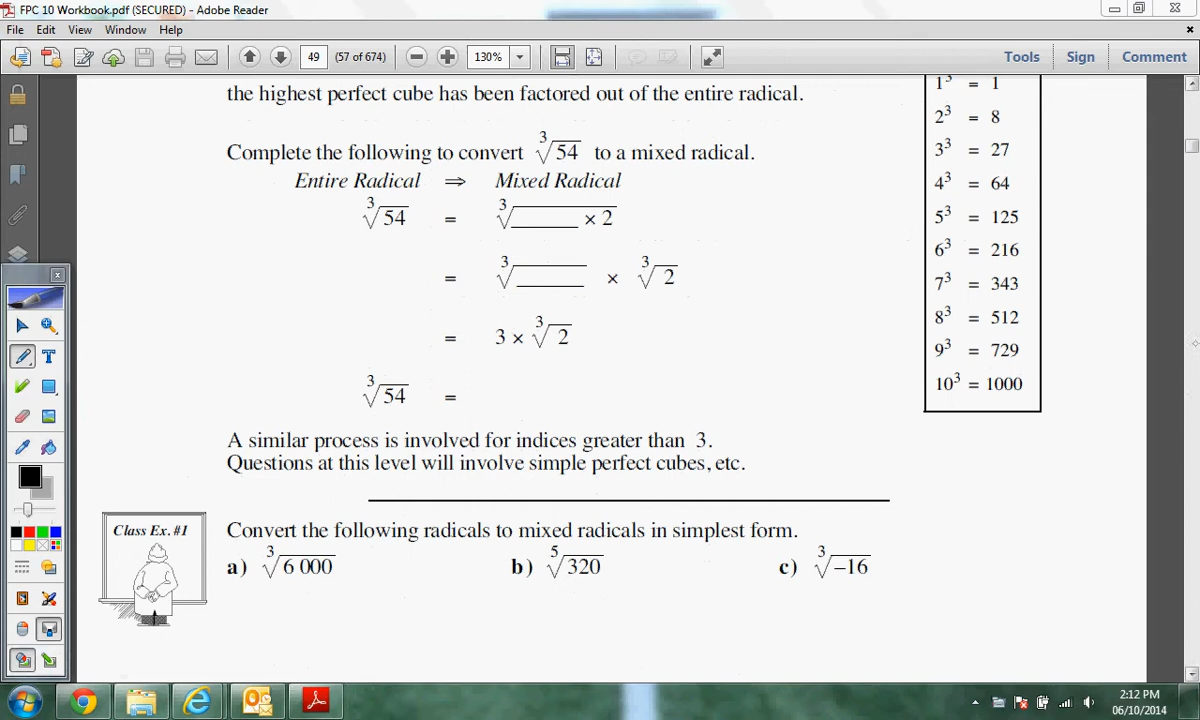 FPC 10 Workbook.pdf (SECURED) - Adobe Reader
File Edit View Window Help
49 (57 of 674) 130% Tools Sign Comment
the highest perfect cube has been factored out of the entire radical.
Complete the following to convert ∛54 to a mixed radical.
Entire Radical ⇒ Mixed Radical
∛54 = ∛______ × 2
= ∛______ × ∛2
= 3 × ∛2
∛54 =
A similar process is involved for indices greater than 3.
Questions at this level will involve simple perfect cubes, etc.
1³ = 1
2³ = 8
3³ = 27
4³ = 64
5³ = 125
6³ = 216
7³ = 343
8³ = 512
9³ = 729
10³ = 1000
Class Ex. #1
Convert the following radicals to mixed radicals in simplest form.
a) ∛6 000 b) ⁵√320 c) ∛–16
T
2:12 PM
06/10/2014